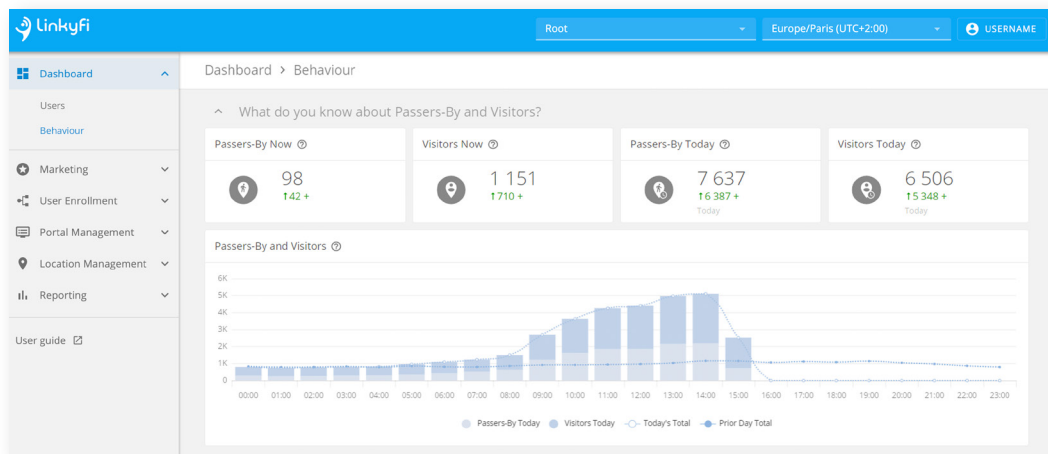 linkyfi
Root
Europe/Paris (UTC+2:00)
USERNAME
Dashboard
Users
Behaviour
Marketing
User Enrollment
Portal Management
Location Management
Reporting
User guide
Dashboard > Behaviour
What do you know about Passers-By and Visitors?
Passers-By Now
98
↑42 +
Visitors Now
1 151
↑710 +
Passers-By Today
7 637
↑6 387 +
Today
Visitors Today
6 506
↑5 348 +
Today
Passers-By and Visitors
6K
5K
4K
3K
2K
1K
0
00:00 01:00 02:00 03:00 04:00 05:00 06:00 07:00 08:00 09:00 10:00 11:00 12:00 13:00 14:00 15:00 16:00 17:00 18:00 19:00 20:00 21:00 22:00 23:00
Passers-By Today Visitors Today Today's Total Prior Day Total